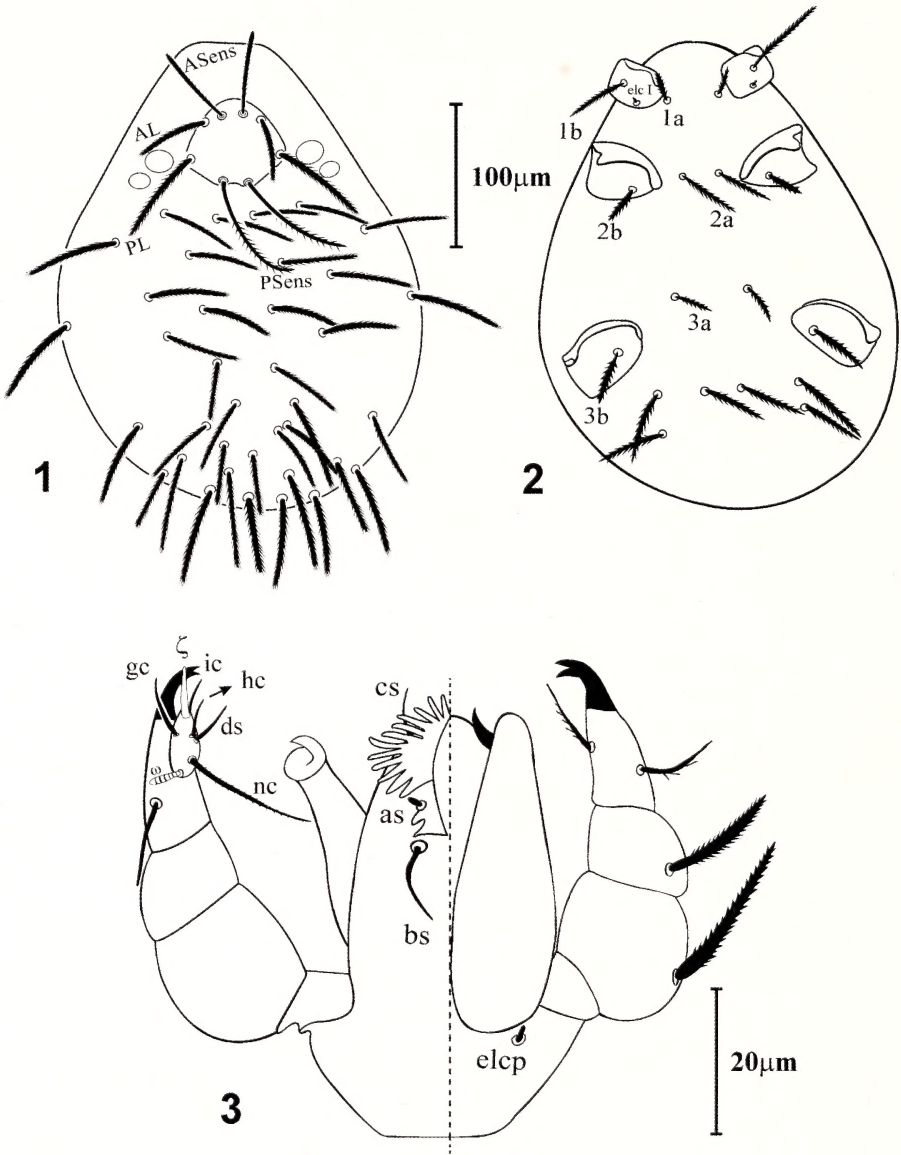 ASens
AL
PL
PSens
100µm
1
elc I
1b
1a
2b
2a
3a
3b
2
ζ
gc
ic
hc
ds
ω
nc
cs
as
bs
elcp
20µm
3